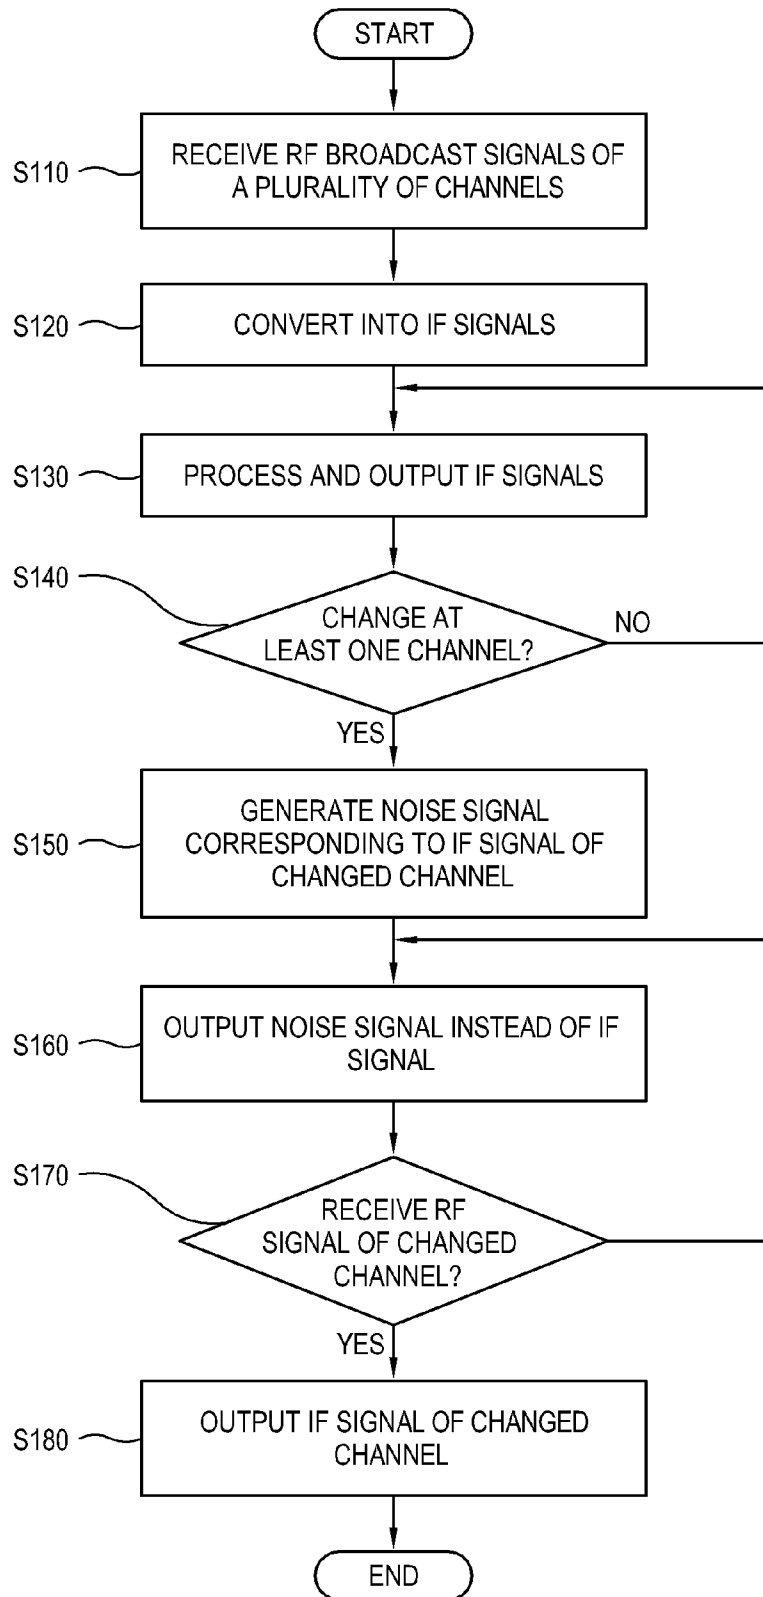 START
S110
RECEIVE RF BROADCAST SIGNALS OF
A PLURALITY OF CHANNELS
S120
CONVERT INTO IF SIGNALS
S130
PROCESS AND OUTPUT IF SIGNALS
S140
CHANGE AT
LEAST ONE CHANNEL?
NO
YES
S150
GENERATE NOISE SIGNAL
CORRESPONDING TO IF SIGNAL OF
CHANGED CHANNEL
S160
OUTPUT NOISE SIGNAL INSTEAD OF IF
SIGNAL
S170
RECEIVE RF
SIGNAL OF CHANGED
CHANNEL?
YES
S180
OUTPUT IF SIGNAL OF CHANGED
CHANNEL
END